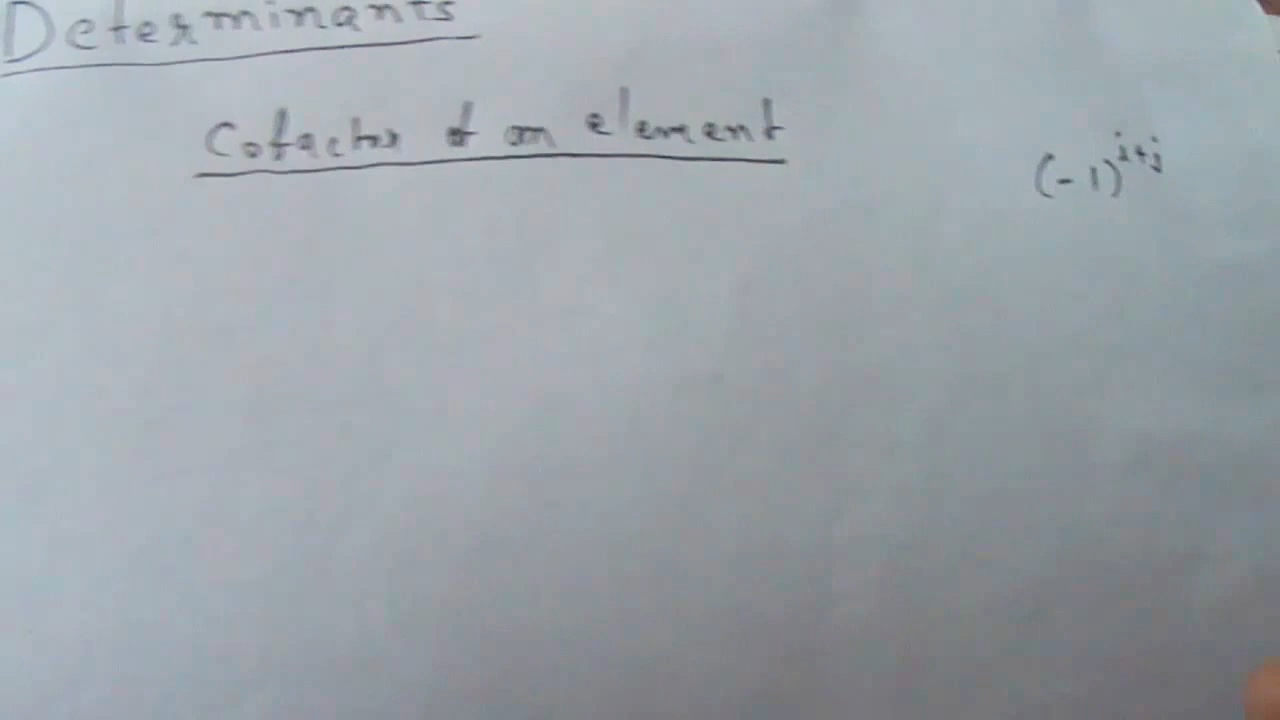 Determinants
Cofactor of an element
(-1)^{i+j}